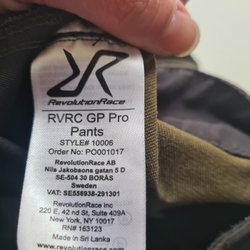 RevolutionRace
RVRC GP Pro
Pants
STYLE# 10006
Order no: PO001017
RevolutionRace AB
Nils Jakobsons gatan 5 D
SE-504 30 BORÅS
Sweden
VAT: SE558938-291301
RevolutionRace Inc
220 E, 42 nd St, Suite 409A
New York, NY 10017
RN# 163123
Made in Sri Lanka